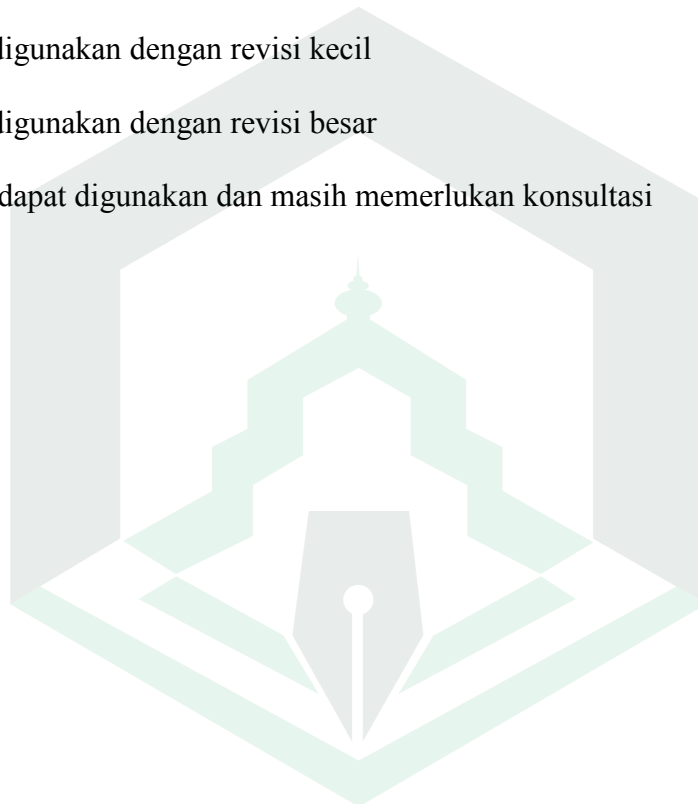 digunakan dengan revisi kecil
digunakan dengan revisi besar
dapat digunakan dan masih memerlukan konsultasi